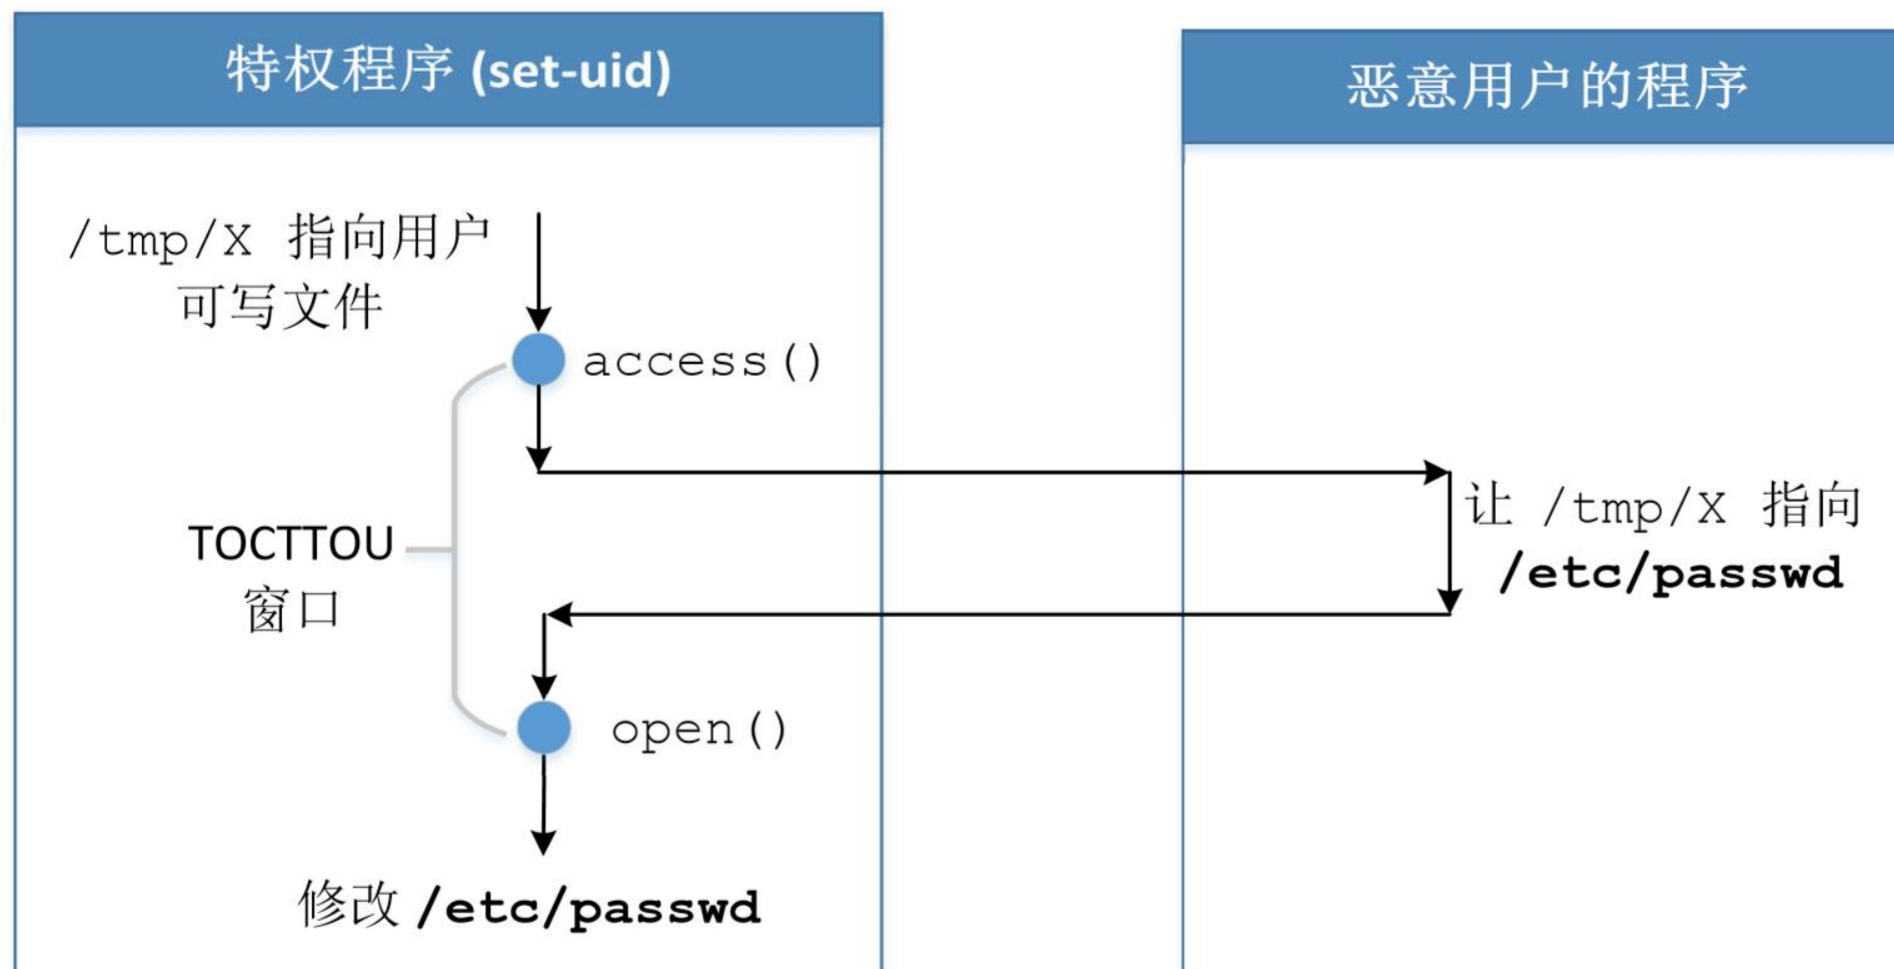 特权程序 (set-uid)
恶意用户的程序
/tmp/X 指向用户
可写文件
access()
让 /tmp/X 指向
/etc/passwd
TOCTTOU
窗口
open()
修改 /etc/passwd